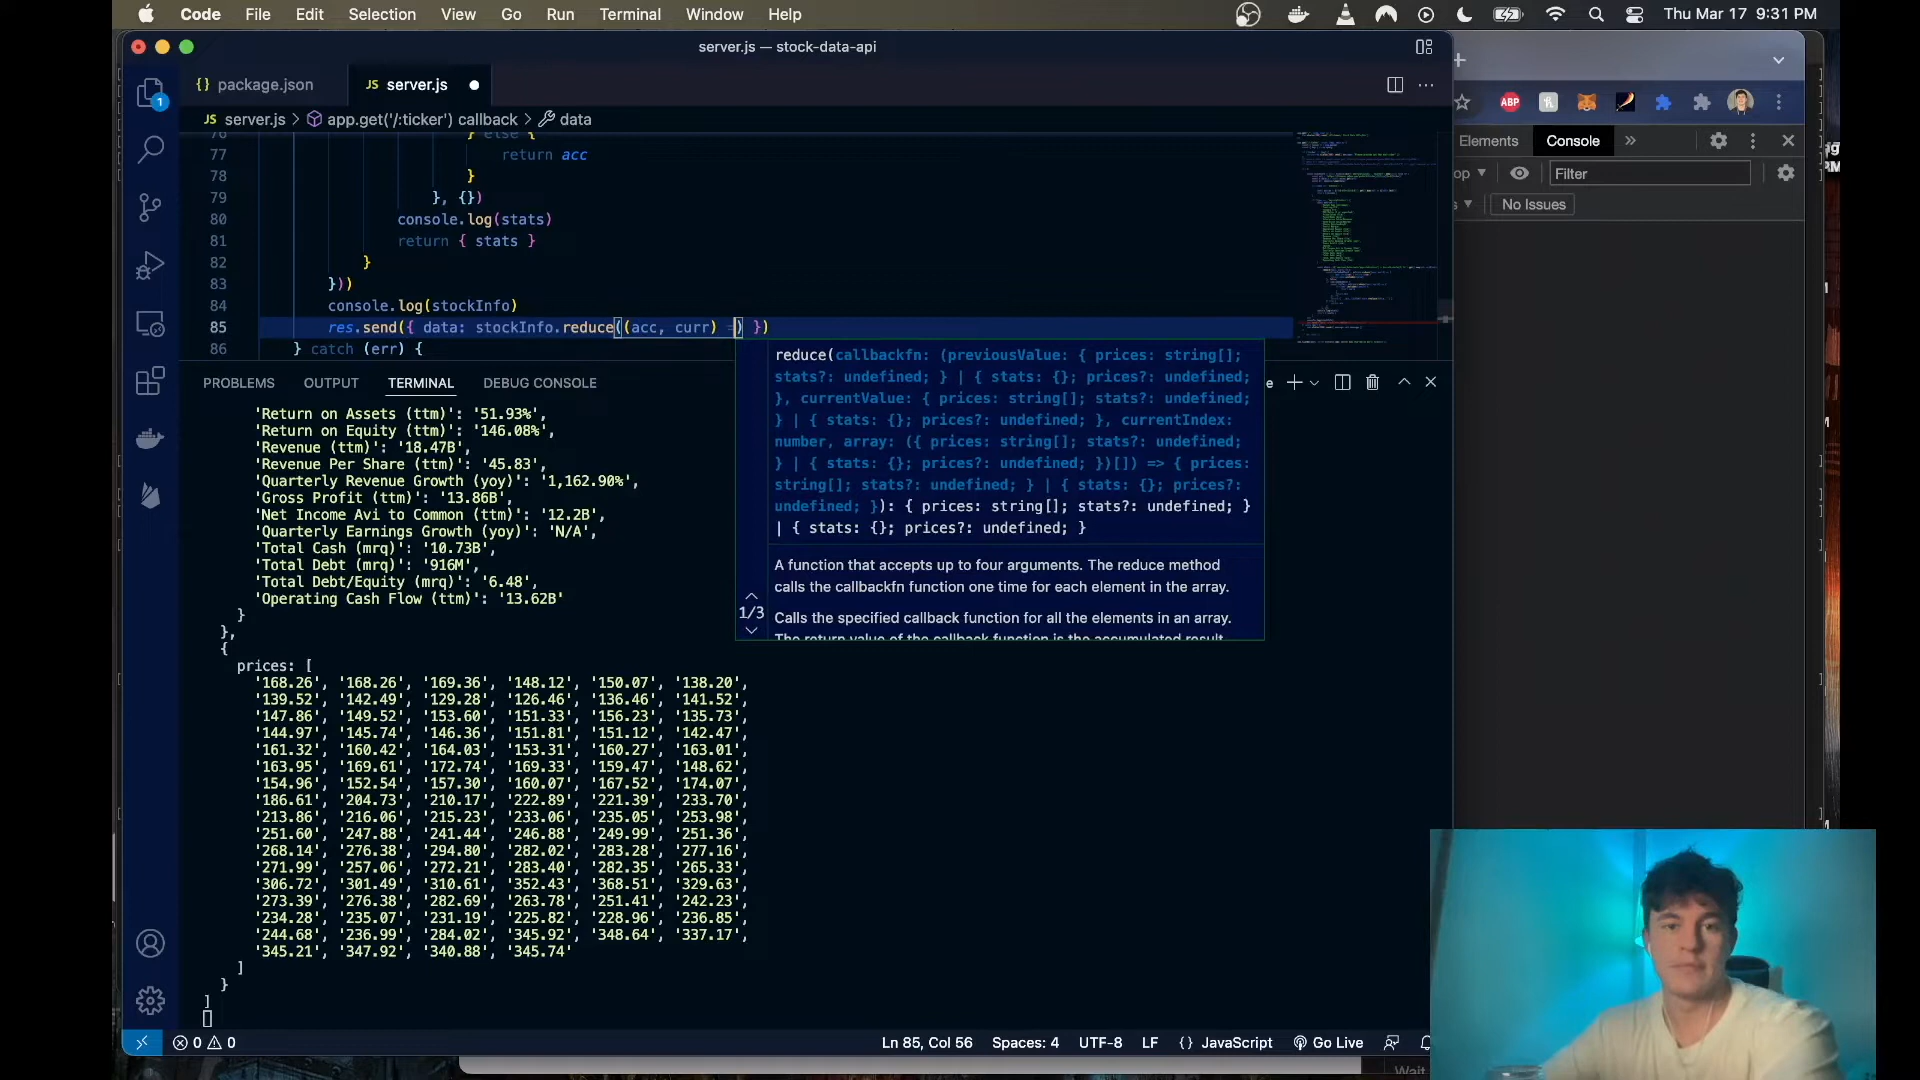 Code File Edit Selection View Go Run Terminal Window Help
Thu Mar 17 9:31 PM
server.js — stock-data-api
{} package.json
JS server.js
JS server.js > app.get('/:ticker') callback > data
76 } else {
77 return acc
78 }
79 }, {})
80 console.log(stats)
81 return { stats }
82 }
83 }))
84 console.log(stockInfo)
85 res.send({ data: stockInfo.reduce((acc, curr) =) })
86 } catch (err) {
PROBLEMS OUTPUT TERMINAL DEBUG CONSOLE
reduce(callbackfn: (previousValue: { prices: string[];
stats?: undefined; } | { stats: {}; prices?: undefined;
}, currentValue: { prices: string[]; stats?: undefined;
} | { stats: {}; prices?: undefined; }, currentIndex:
number, array: ({ prices: string[]; stats?: undefined;
} | { stats: {}; prices?: undefined; })[]) => { prices:
string[]; stats?: undefined; } | { stats: {}; prices?:
undefined; }): { prices: string[]; stats?: undefined; }
| { stats: {}; prices?: undefined; }
A function that accepts up to four arguments. The reduce method
calls the callbackfn function one time for each element in the array.
1/3
Calls the specified callback function for all the elements in an array.
The return value of the callback function is the accumulated result
'Return on Assets (ttm)': '51.93%',
'Return on Equity (ttm)': '146.08%',
'Revenue (ttm)': '18.47B',
'Revenue Per Share (ttm)': '45.83',
'Quarterly Revenue Growth (yoy)': '1,162.90%',
'Gross Profit (ttm)': '13.86B',
'Net Income Avi to Common (ttm)': '12.2B',
'Quarterly Earnings Growth (yoy)': 'N/A',
'Total Cash (mrq)': '10.73B',
'Total Debt (mrq)': '916M',
'Total Debt/Equity (mrq)': '6.48',
'Operating Cash Flow (ttm)': '13.62B'
}
},
{
prices: [
'168.26', '168.26', '169.36', '148.12', '150.07', '138.20',
'139.52', '142.49', '129.28', '126.46', '136.46', '141.52',
'147.86', '149.52', '153.60', '151.33', '156.23', '135.73',
'144.97', '145.74', '146.36', '151.81', '151.12', '142.47',
'161.32', '160.42', '164.03', '153.31', '160.27', '163.01',
'163.95', '169.61', '172.74', '169.33', '159.47', '148.62',
'154.96', '152.54', '157.30', '160.07', '167.52', '174.07',
'186.61', '204.73', '210.17', '222.89', '221.39', '233.70',
'213.86', '216.06', '215.23', '233.06', '235.05', '253.98',
'251.60', '247.88', '241.44', '246.88', '249.99', '251.36',
'268.14', '276.38', '294.80', '282.02', '283.28', '277.16',
'271.99', '257.06', '272.21', '283.40', '282.35', '265.33',
'306.72', '301.49', '310.61', '352.43', '368.51', '329.63',
'273.39', '276.38', '282.69', '263.78', '251.41', '242.23',
'234.28', '235.07', '231.19', '225.82', '228.96', '236.85',
'244.68', '236.99', '284.02', '345.92', '348.64', '337.17',
'345.21', '347.92', '340.88', '345.74'
]
}
]
0 0
Ln 85, Col 56 Spaces: 4 UTF-8 LF {} JavaScript Go Live
ABP
Elements Console
Filter
No Issues
Wait